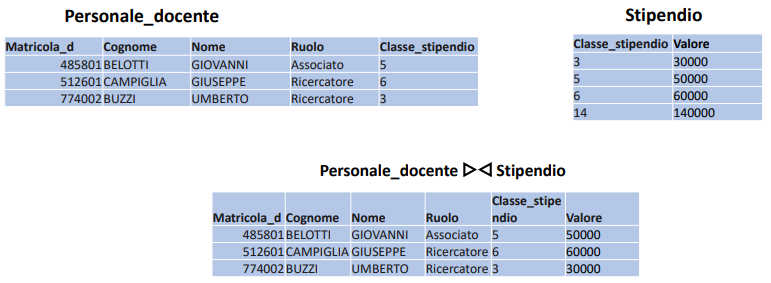 Personale_docente
Matricola_d Cognome Nome Ruolo Classe_stipendio
485801 BELOTTI GIOVANNI Associato 5
512601 CAMPIGLIA GIUSEPPE Ricercatore 6
774002 BUZZI UMBERTO Ricercatore 3
Stipendio
Classe_stipendio Valore
3 30000
5 50000
6 60000
14 140000
Personale_docente ▷◁ Stipendio
Matricola_d Cognome Nome Ruolo Classe_stipe
ndio Valore
485801 BELOTTI GIOVANNI Associato 5 50000
512601 CAMPIGLIA GIUSEPPE Ricercatore 6 60000
774002 BUZZI UMBERTO Ricercatore 3 30000